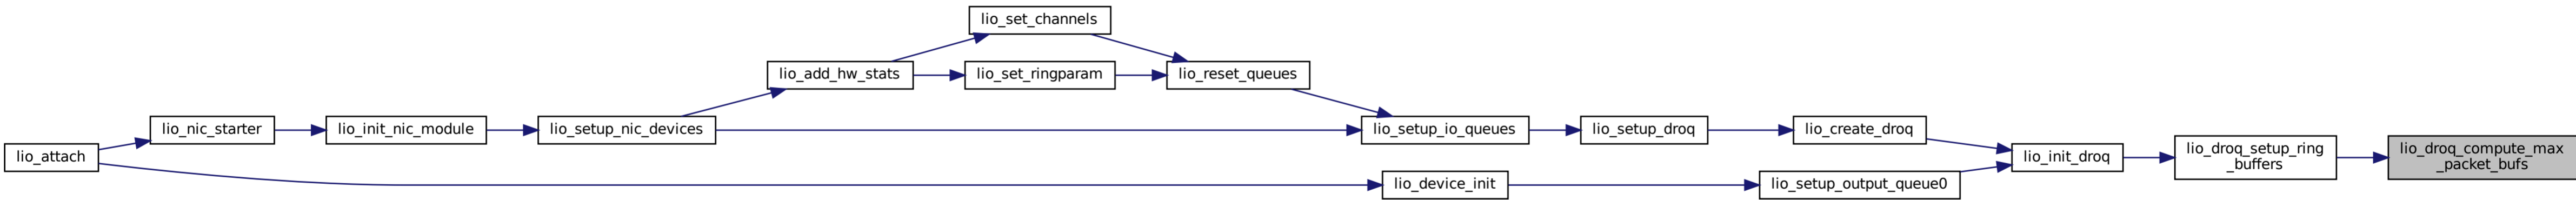 lio_set_channels
lio_add_hw_stats
lio_set_ringparam
lio_reset_queues
lio_nic_starter
lio_init_nic_module
lio_setup_nic_devices
lio_setup_io_queues
lio_setup_droq
lio_create_droq
lio_attach
lio_init_droq
lio_droq_setup_ring
_buffers
lio_droq_compute_max
_packet_bufs
lio_device_init
lio_setup_output_queue0